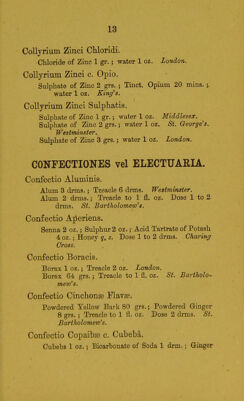 13
Collyrium Zinci Chloridi.
Chloride of Zinc 1 gr. ; water 1 oz. London.
Collyrium Zinci c. Opio.
Sulphate of Zinc 2 grs. ; Tinct. Opium 20 mins. ;
water 1 oz. King's.
Collyrium Zinci Sulphatis.
Sulphate of Zinc 1 gr. ; water 1 oz. Middlesex.
Sulphate of Zinc 2 grs. ; water 1 oz. St. George's.
Westminster.
Sulphate of Zinc 3 grs. ; water 1 oz. London.
CONFECTIONES vel ELECTUARIA.
Confectio Aluminis.
Alum 3 drms. ; Treacle 6 drms. Westminster.
Alum 2 drms. ; Treacle to 1 fl. oz. Dose 1 to 2
drms. St. Bartholomew's.
Confectio Aperiens.
Senna 2 oz. ; Sulphur 2 oz. ; Acid Tartrate of Potash
4 oz. ; Honey q. s. Dose 1 to 2 drms. Charing
Cross.
Confectio Boracis.
Borax 1 oz. ; Treacle 2 oz. London.
Borax 64 grs. ; Treacle to 1 fl. oz. St. Bartholo-
mew's.
Confectio Cinchonæ Flavæ.
Powdered Yellow Bark 80 grs. ; Powdered Ginger
8 grs. ; Treacle to 1 fl. oz. Dose 2 drms. St.
Bartholomew's.
Confectio Copaibæ c. Cubebâ.
Cubebs 1 oz. ; Bicarbonate of Soda 1 drm. ; Ginger